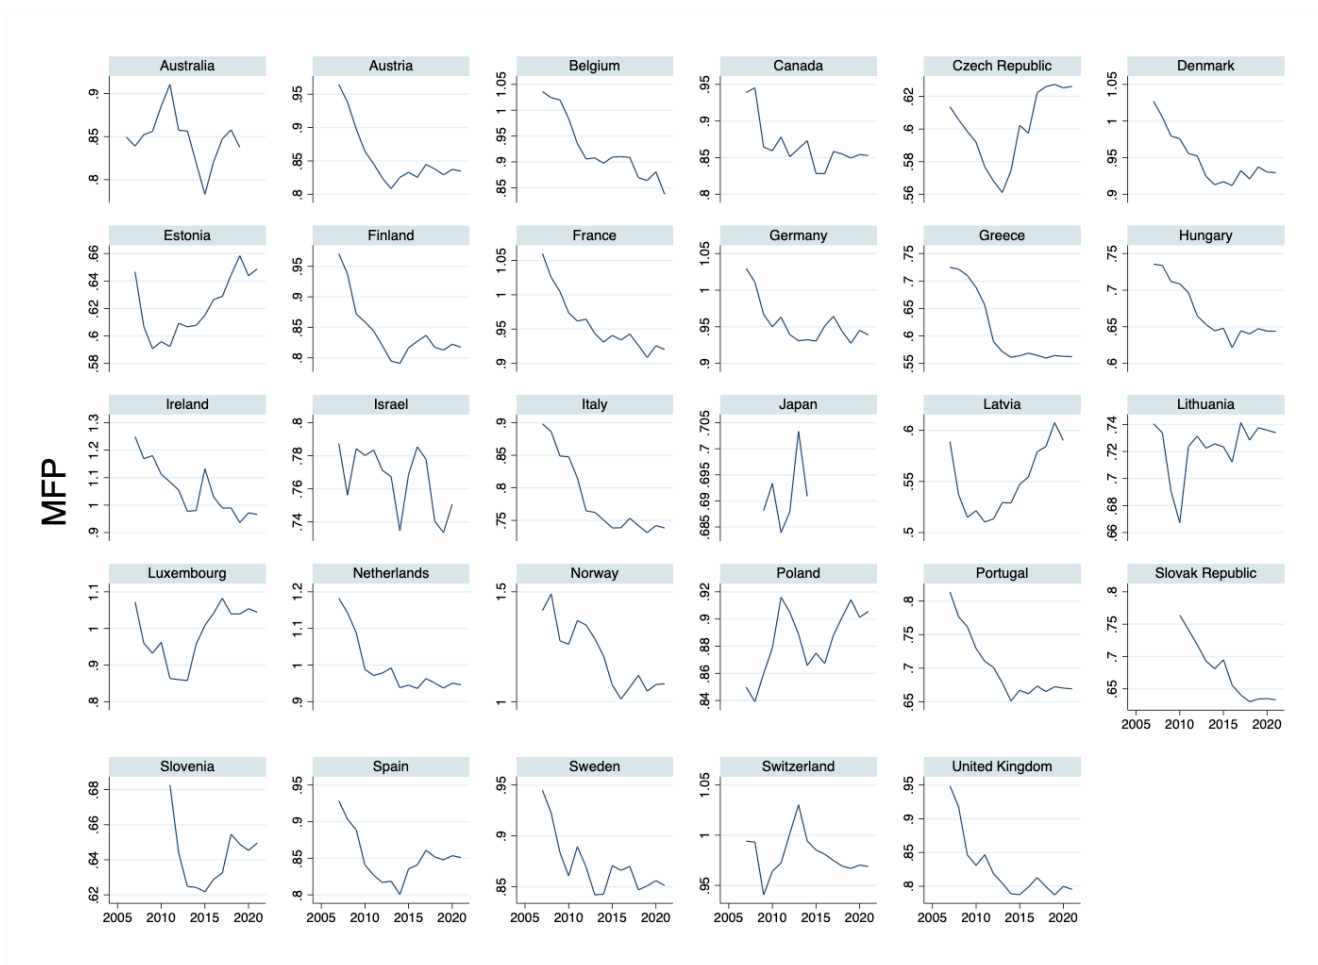 Australia Austria Belgium Canada Czech Republic Denmark
.9 .85 .8
.95 .9 .85 .8
1.05 1 .95 .9 .85
.95 .9 .85 .8
.62 .6 .58 .56
1.05 1 .95 .9
Estonia Finland France Germany Greece Hungary
.66 .64 .62 .6 .58
.95 .9 .85 .8
1.05 1 .95 .9
1.05 1 .95 .9
.75 .7 .65 .6 .55
.75 .7 .65 .6
MFP
Ireland Israel Italy Japan Latvia Lithuania
1.3 1.2 1.1 1 .9
.8 .78 .76 .74
.9 .85 .8 .75
.705 .7 .695 .69 .685
.6 .55 .5
.74 .72 .7 .68 .66
Luxembourg Netherlands Norway Poland Portugal Slovak Republic
1.1 1 .9 .8
1.2 1.1 1 .9
1.5 1
.92 .9 .88 .86 .84
.8 .75 .7 .65
.8 .75 .7 .65
2005 2010 2015 2020
Slovenia Spain Sweden Switzerland United Kingdom
.68 .66 .64 .62
.95 .9 .85 .8
.95 .9 .85
1.05 1 .95
.95 .9 .85 .8
2005 2010 2015 2020 2005 2010 2015 2020 2005 2010 2015 2020 2005 2010 2015 2020 2005 2010 2015 2020